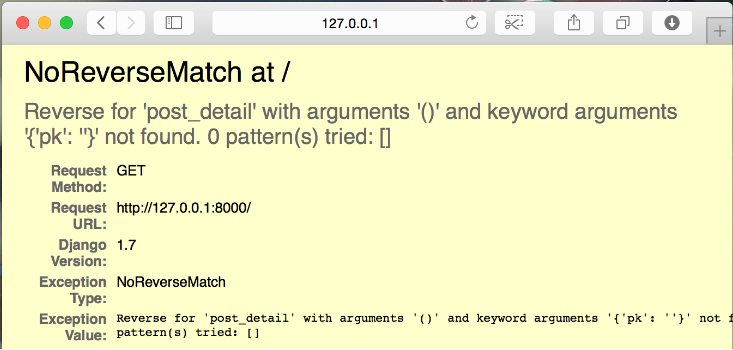 127.0.0.1
NoReverseMatch at /
Reverse for 'post_detail' with arguments '()' and keyword arguments
'{'pk': ''}' not found. 0 pattern(s) tried: []
Request Method: GET
Request URL: http://127.0.0.1:8000/
Django Version: 1.7
Exception Type: NoReverseMatch
Exception Value: Reverse for 'post_detail' with arguments '()' and keyword arguments '{'pk': ''}' not f
pattern(s) tried: []